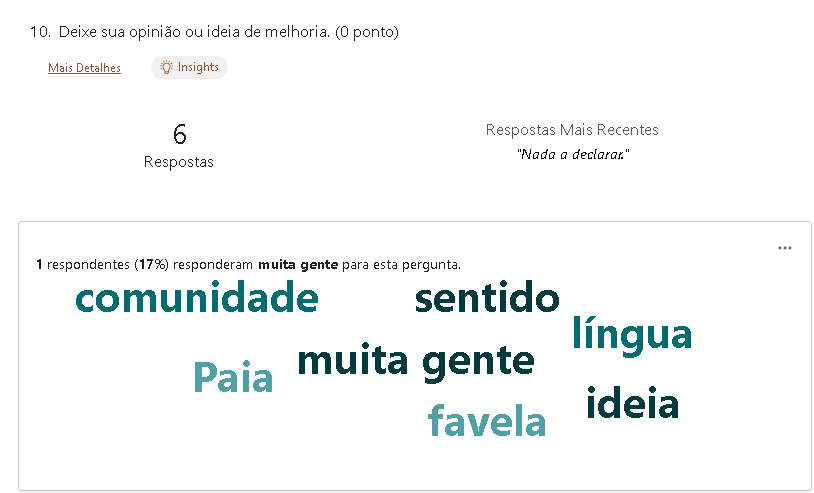 10. Deixe sua opinião ou ideia de melhoria. (0 ponto)
Mais Detalhes
Insights
6
Respostas
Respostas Mais Recentes
"Nada a declarar."
1 respondentes (17%) responderam muita gente para esta pergunta.
comunidade
sentido
língua
muita gente
Paia
ideia
favela